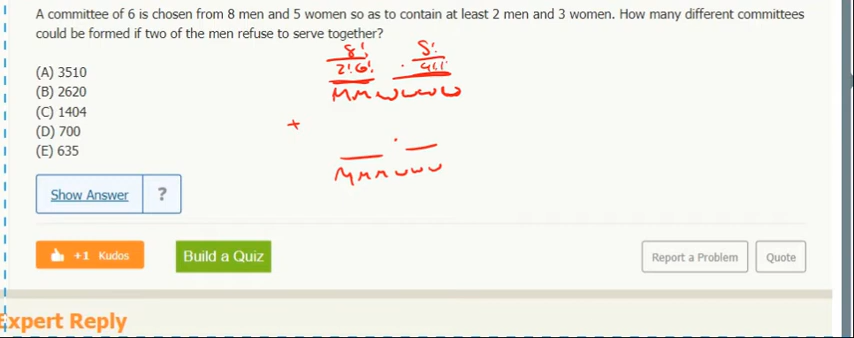 A committee of 6 is chosen from 8 men and 5 women so as to contain at least 2 men and 3 women. How many different committees
could be formed if two of the men refuse to serve together?
(A) 3510
(B) 2620
(C) 1404
(D) 700
(E) 635
8! 5!
2!6! · 4!1!
MMWWWW
+
·
MMMWWW
Show Answer ?
+1 Kudos
Build a Quiz
Report a Problem
Quote
Expert Reply